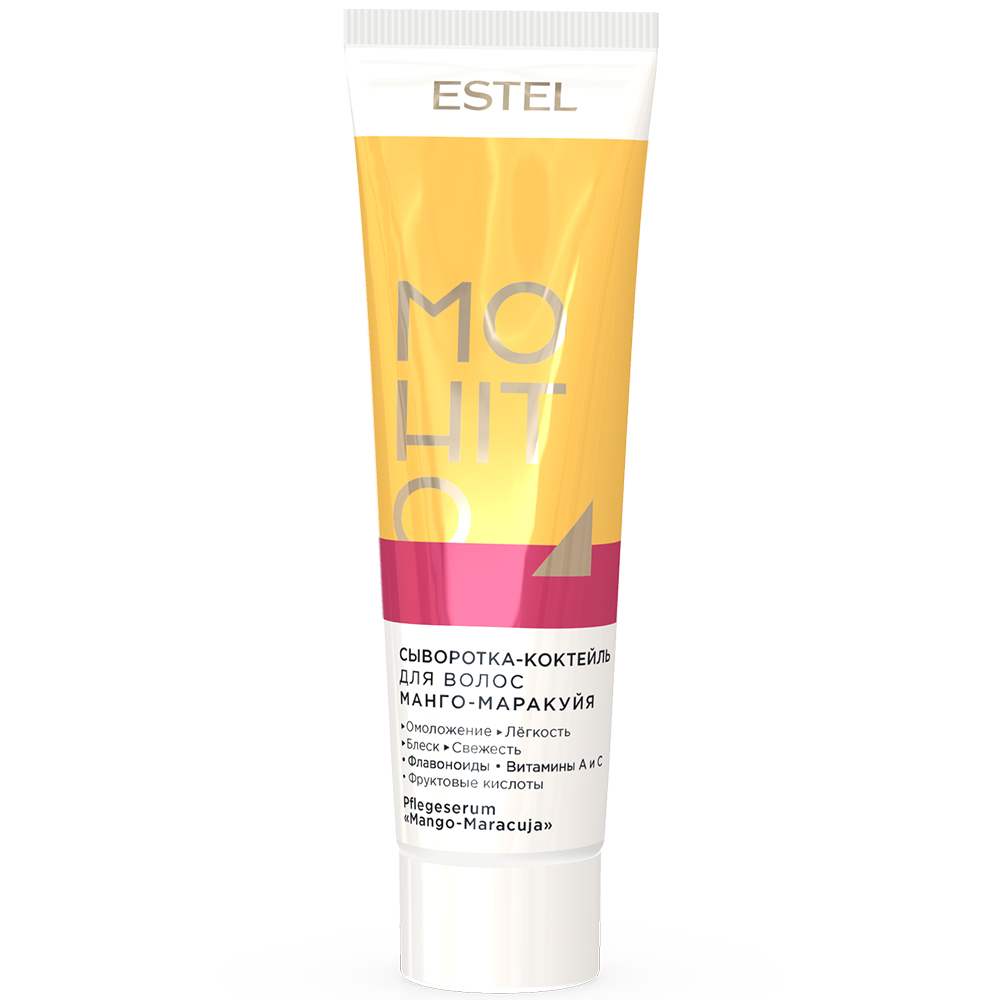 ESTEL
MO
HIT
O
СЫВОРОТКА-КОКТЕЙЛЬ
ДЛЯ ВОЛОС
МАНГО-МАРАКУЙЯ
▸Омоложение ▸Лёгкость
▸Блеск ▸Свежесть
•Флавоноиды • Витамины А и С
•Фруктовые кислоты
Pflegeserum
«Mango-Maracuja»